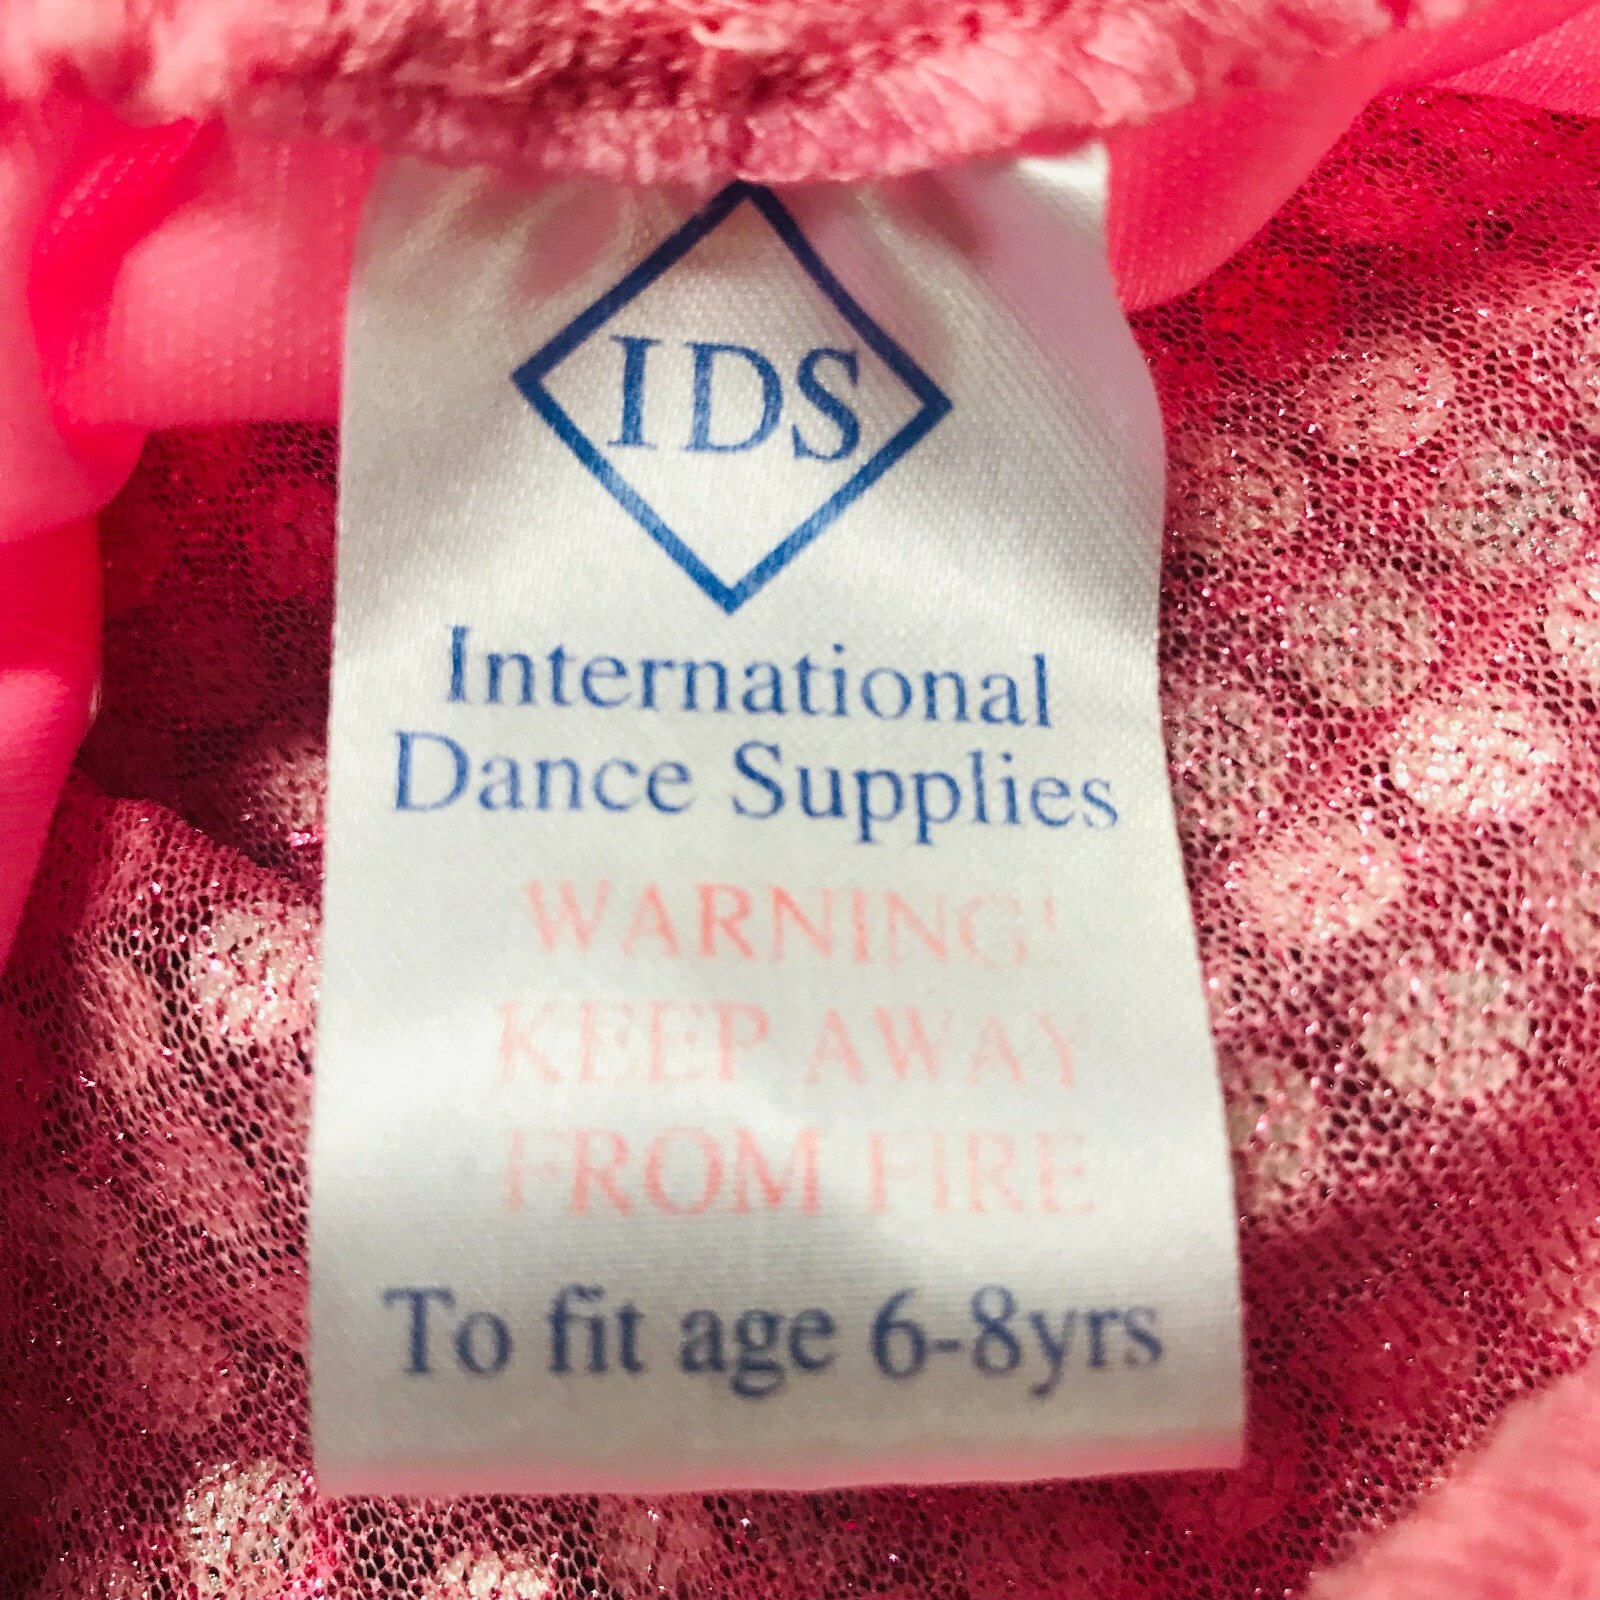 IDS
International
Dance Supplies
WARNING!
KEEP AWAY
FROM FIRE
To fit age 6-8yrs